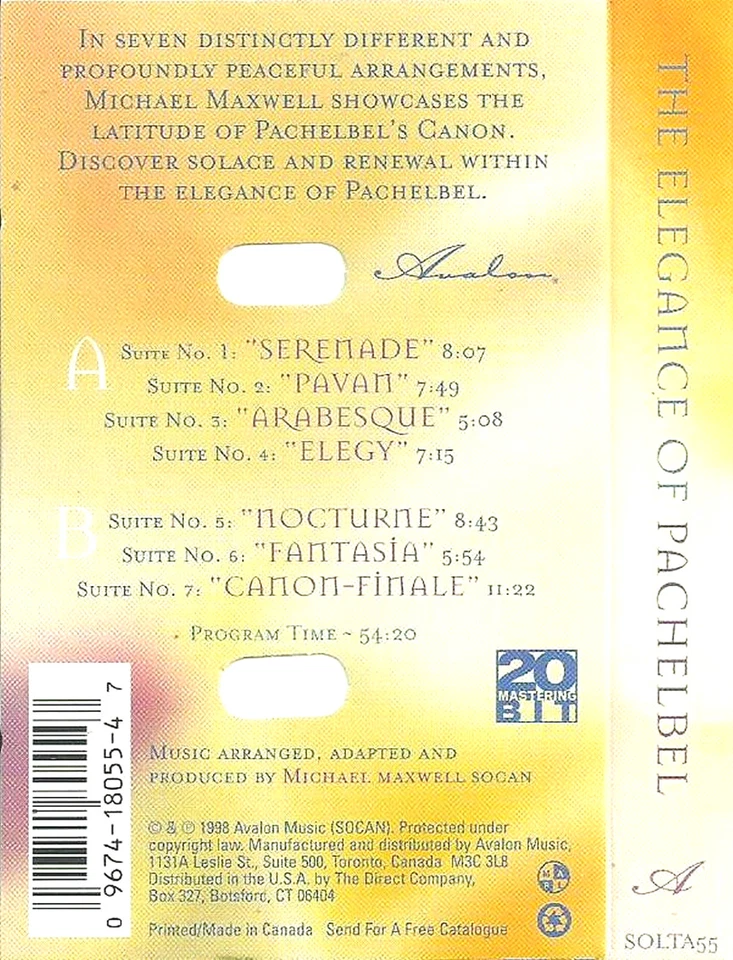 In seven distinctly different and
profoundly peaceful arrangements,
Michael Maxwell showcases the
latitude of Pachelbel's Canon.
Discover solace and renewal within
the elegance of Pachelbel.
Avalon
A
Suite No. 1: "SERENADE" 8:07
Suite No. 2: "PAVAN" 7:49
Suite No. 3: "ARABESQUE" 5:08
Suite No. 4: "ELEGY" 7:15
B
Suite No. 5: "NOCTURNE" 8:43
Suite No. 6: "FANTASIA" 5:54
Suite No. 7: "CANON-FINALE" 11:22
Program Time ~ 54:20
20
MASTERING
BIT
Music arranged, adapted and
produced by Michael Maxwell SOCAN
© & ℗ 1998 Avalon Music (SOCAN). Protected under
copyright law. Manufactured and distributed by Avalon Music,
1131A Leslie St., Suite 500, Toronto, Canada M3C 3L8
Distributed in the U.S.A. by The Direct Company,
Box 327, Botsford, CT 06404
Printed/Made in Canada Send For A Free Catalogue
M A
P L
0 9674-18055-4 7
THE ELEGANCE OF PACHELBEL
A
SOLTA55